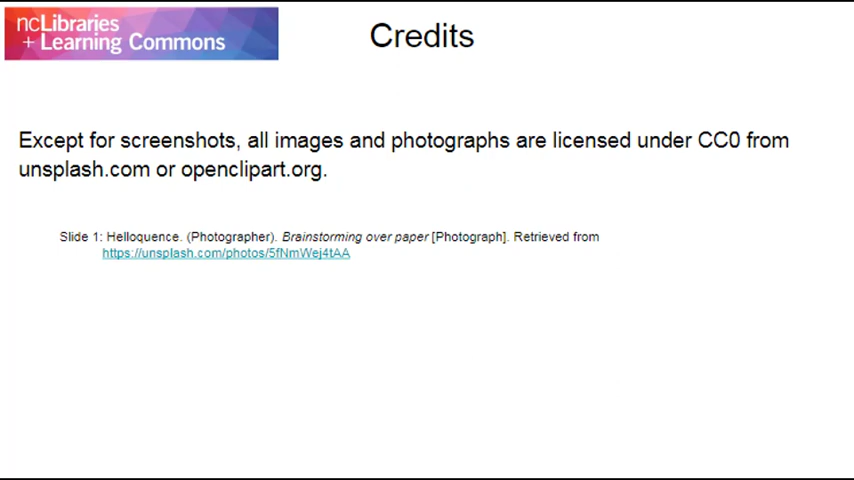 ncLibraries
+ Learning Commons
Credits
Except for screenshots, all images and photographs are licensed under CC0 from
unsplash.com or openclipart.org.
Slide 1: Helloquence. (Photographer). Brainstorming over paper [Photograph]. Retrieved from
https://unsplash.com/photos/5fNmWej4tAA